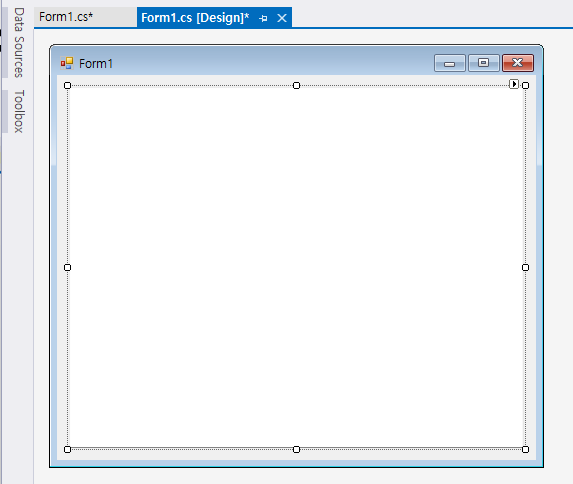 Form1.cs*
Form1.cs [Design]*
Data Sources
Toolbox
Form1